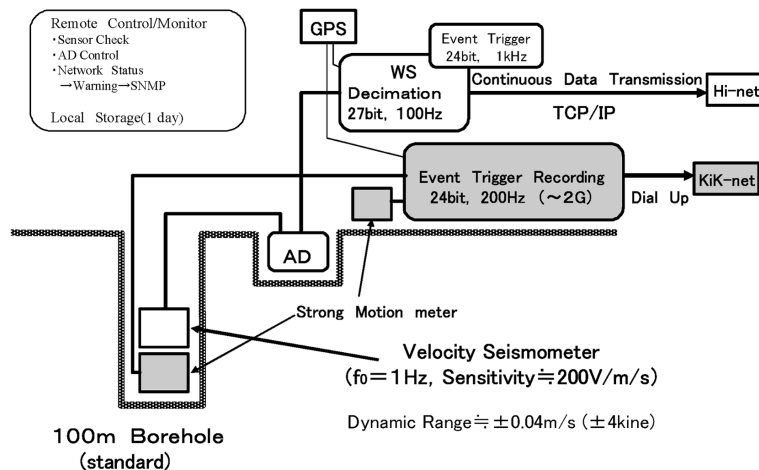 Remote Control/Monitor
・Sensor Check
・AD Control
・Network Status
→Warning→SNMP
Local Storage(1 day)
GPS
Event Trigger
24bit, 1kHz
WS
Decimation
27bit, 100Hz
Continuous Data Transmission
TCP/IP
Hi-net
Event Trigger Recording
24bit, 200Hz (~2G)
Dial Up
KiK-net
AD
Strong Motion meter
Velocity Seismometer
(f0=1Hz, Sensitivity≒200V/m/s)
Dynamic Range≒±0.04m/s (±4kine)
100m Borehole
(standard)